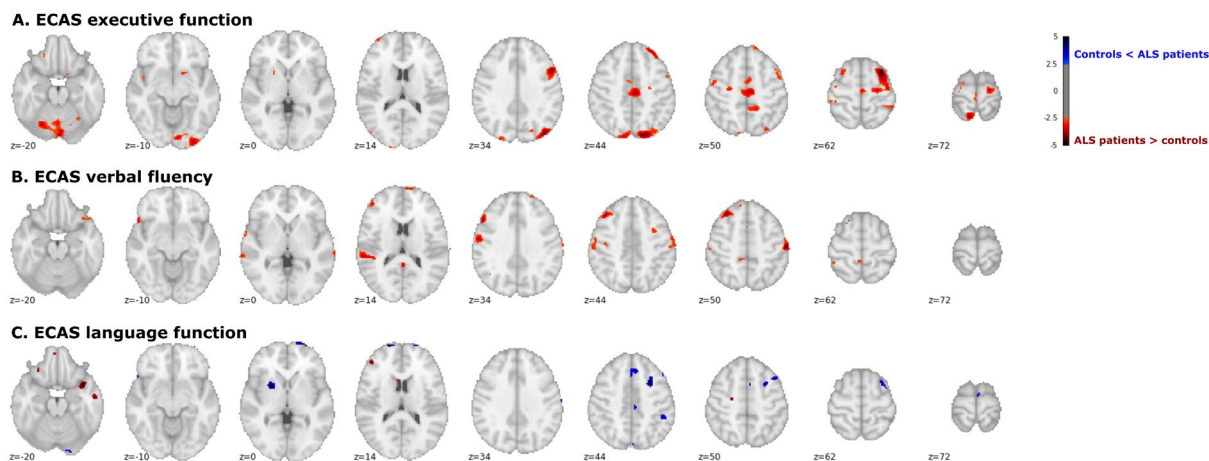 A. ECAS executive function
z=-20 z=-10 z=0 z=14 z=34 z=44 z=50 z=62 z=72
5
Controls < ALS patients
2.5
0
-2.5
ALS patients > controls
-5
B. ECAS verbal fluency
z=-20 z=-10 z=0 z=14 z=34 z=44 z=50 z=62 z=72
C. ECAS language function
z=-20 z=-10 z=0 z=14 z=34 z=44 z=50 z=62 z=72